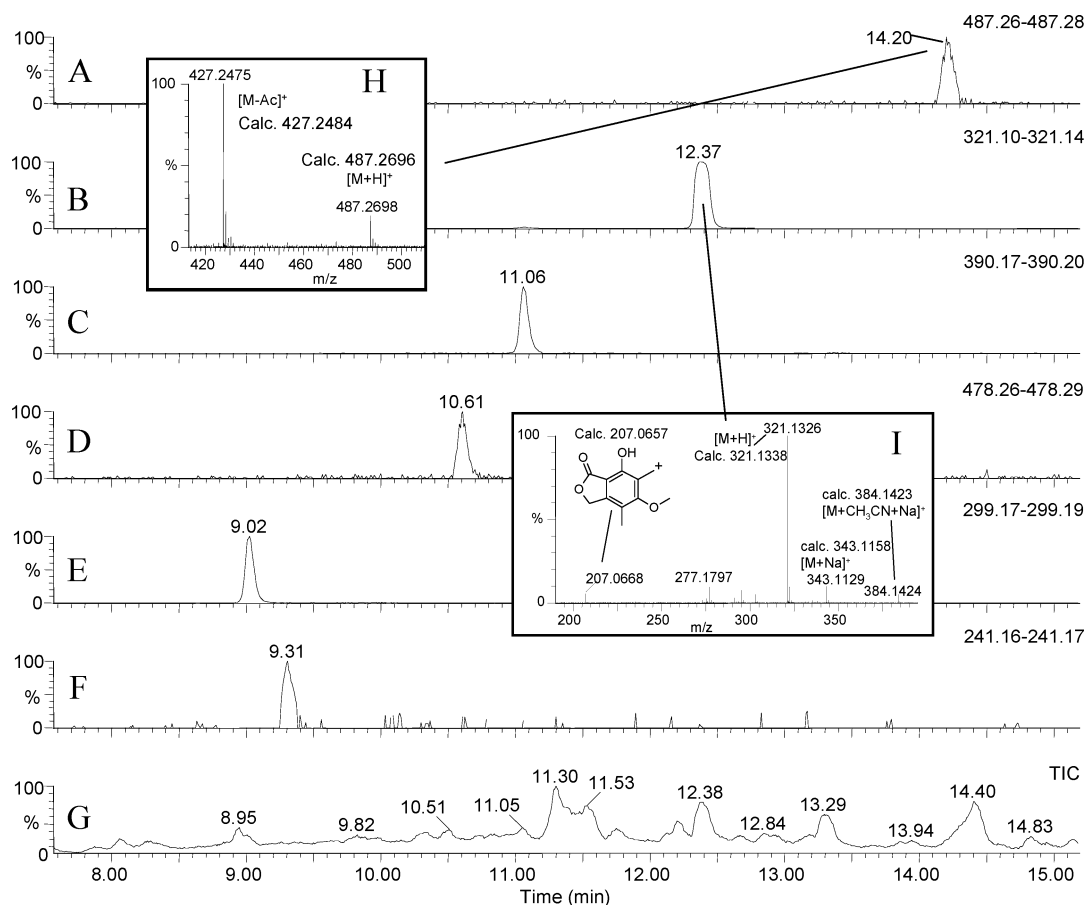 487.26-487.28
100
%
0
A
14.20
H
427.2475
100
%
0
[M-Ac]⁺
Calc. 427.2484
Calc. 487.2696
[M+H]⁺
487.2698
420 440 460 480 500
m/z
321.10-321.14
100
%
0
B
12.37
390.17-390.20
100
%
0
C
11.06
478.26-478.29
100
%
0
D
10.61
I
100
%
0
Calc. 207.0657
O
OH
+
O
O
[M+H]⁺
321.1326
Calc. 321.1338
calc. 384.1423
[M+CH₃CN+Na]⁺
calc. 343.1158
[M+Na]⁺
343.1129
384.1424
207.0668
277.1797
200 250 300 350
m/z
299.17-299.19
100
%
0
E
9.02
241.16-241.17
100
%
0
F
9.31
TIC
100
%
0
G
8.95
9.82
10.51
11.05
11.30
11.53
12.38
12.84
13.29
13.94
14.40
14.83
8.00 9.00 10.00 11.00 12.00 13.00 14.00 15.00
Time (min)